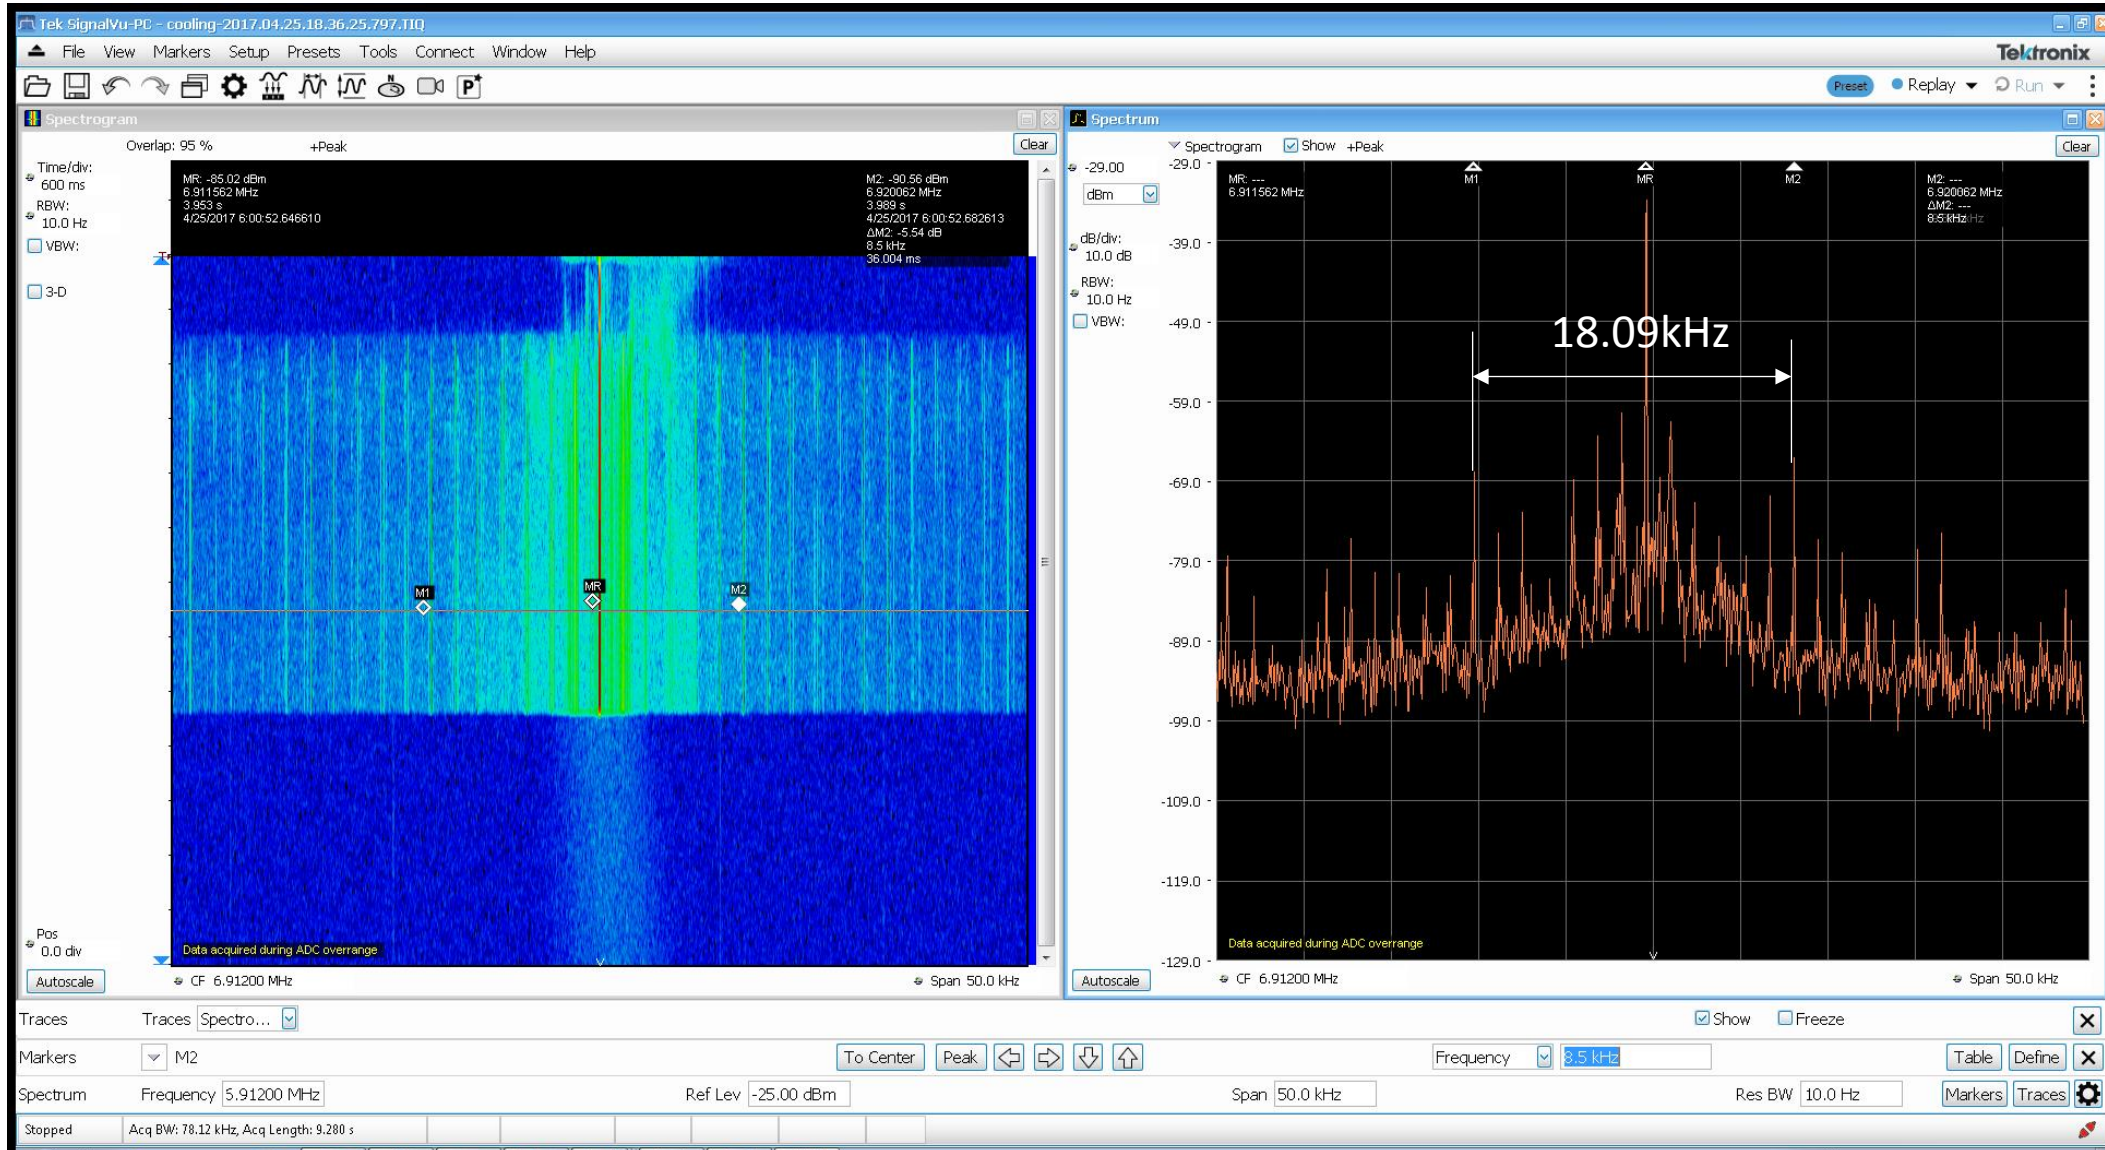 Tek SignalVu-PC - cooling-2017.04.25.18.36.25.797.TIQ
File View Markers Setup Presets Tools Connect Window Help
Tektronix
Preset Replay Run
Spectrogram
Overlap: 95 % +Peak Clear
Time/div:
600 ms
RBW:
10.0 Hz
VBW:
3-D
MR: -85.02 dBm
6.911562 MHz
3.953 s
4/25/2017 6:00:52.646610
M2: -90.56 dBm
6.920062 MHz
3.989 s
4/25/2017 6:00:52.682613
ΔM2: -5.54 dB
8.5 kHz
36.004 ms
M1 MR M2
Pos
0.0 div
Data acquired during ADC overrange
Autoscale CF 6.91200 MHz Span 50.0 kHz
Spectrum
Spectrogram Show +Peak Clear
-29.00
dBm
dB/div:
10.0 dB
RBW:
10.0 Hz
VBW:
-29.0
-39.0
-49.0
-59.0
-69.0
-79.0
-89.0
-99.0
-109.0
-119.0
-129.0
MR: ---
6.911562 MHz
M1 MR M2
M2: ---
6.920062 MHz
ΔM2: ---
8.5 kHz
18.09kHz
Data acquired during ADC overrange
Autoscale CF 6.91200 MHz Span 50.0 kHz
Traces Traces Spectro... Show Freeze
Markers M2 To Center Peak Frequency 8.5 kHz Table Define
Spectrum Frequency 5.91200 MHz Ref Lev -25.00 dBm Span 50.0 kHz Res BW 10.0 Hz Markers Traces
Stopped Acq BW: 78.12 kHz, Acq Length: 9.280 s